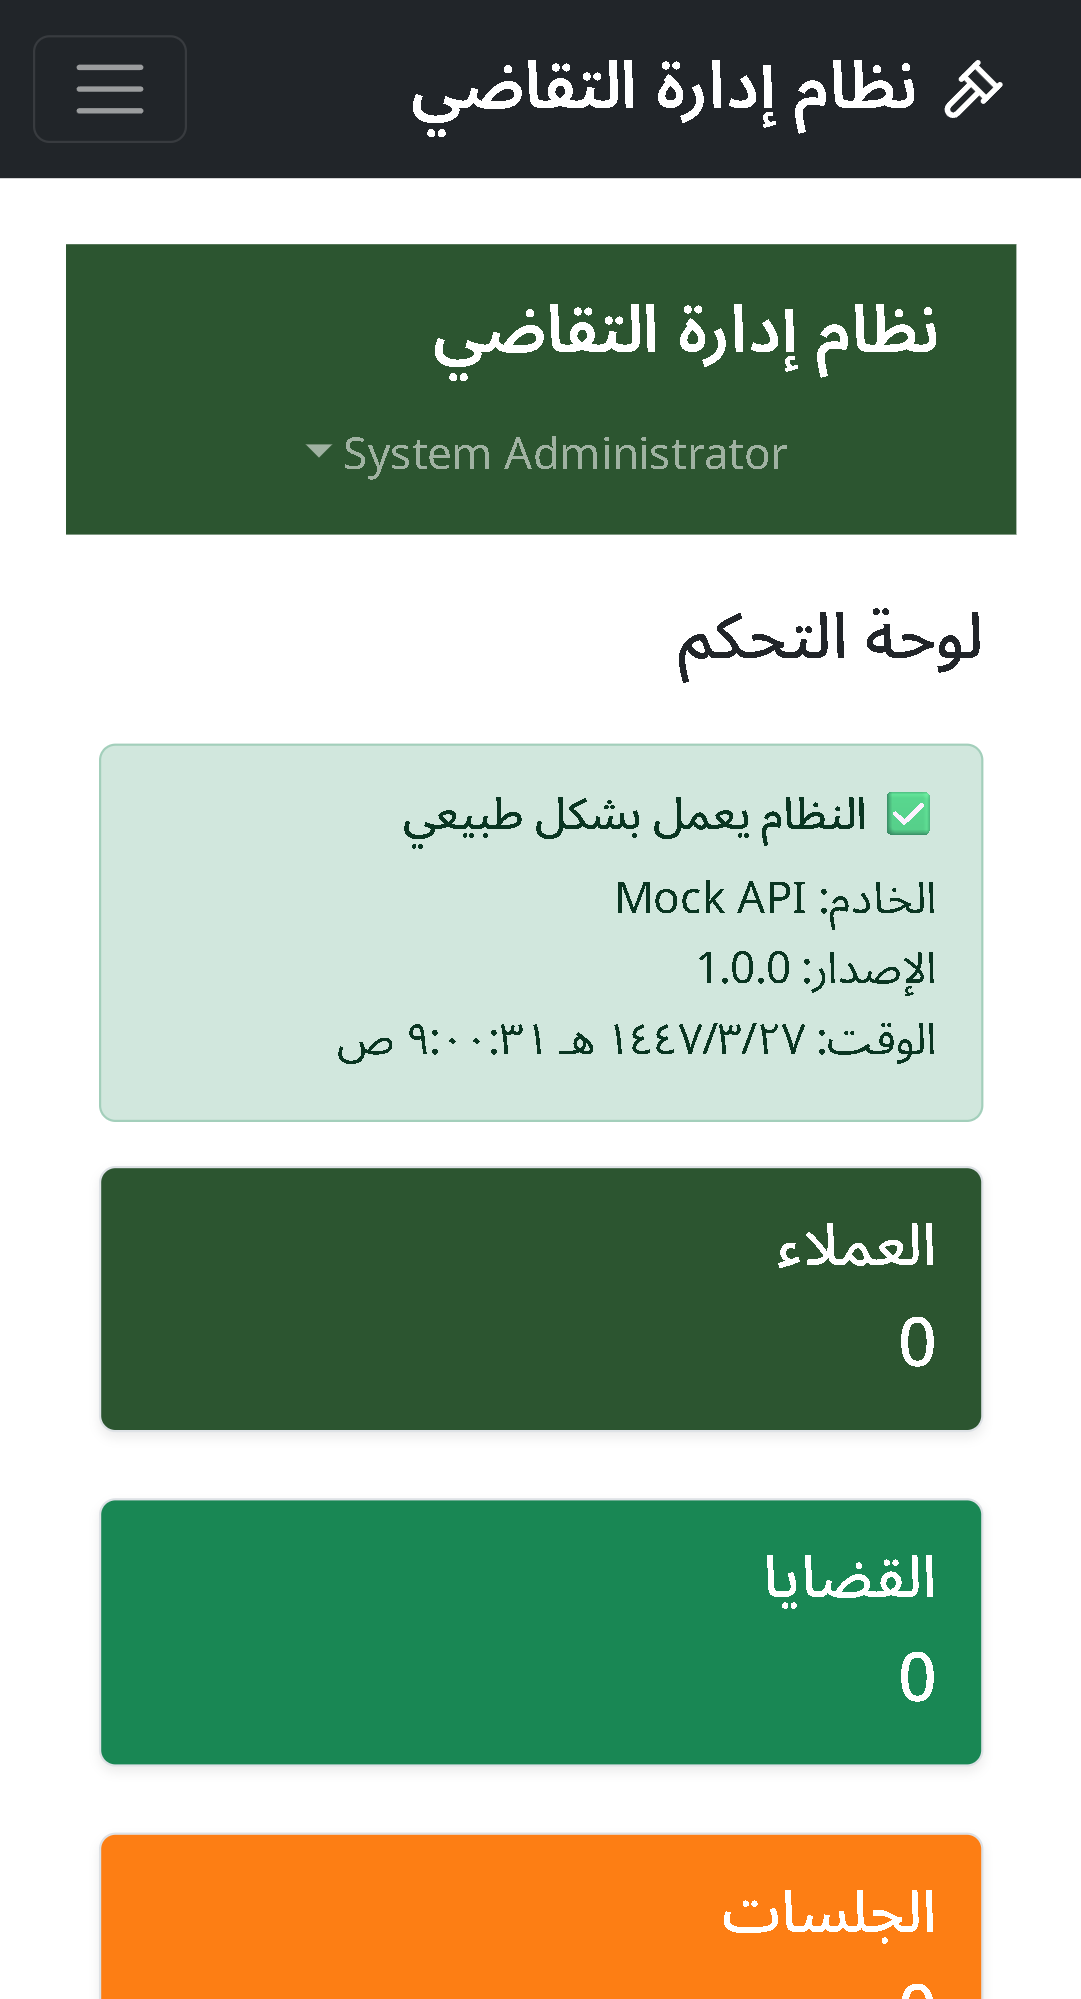 نظام إدارة التقاضي
نظام إدارة التقاضي
System Administrator
لوحة التحكم
✅ النظام يعمل بشكل طبيعي
الخادم: Mock API
الإصدار: 1.0.0
الوقت: ١٤٤٧/٣/٢٧ هـ ٩:٠٠:٣١ ص
العملاء
0
القضايا
0
الجلسات
0